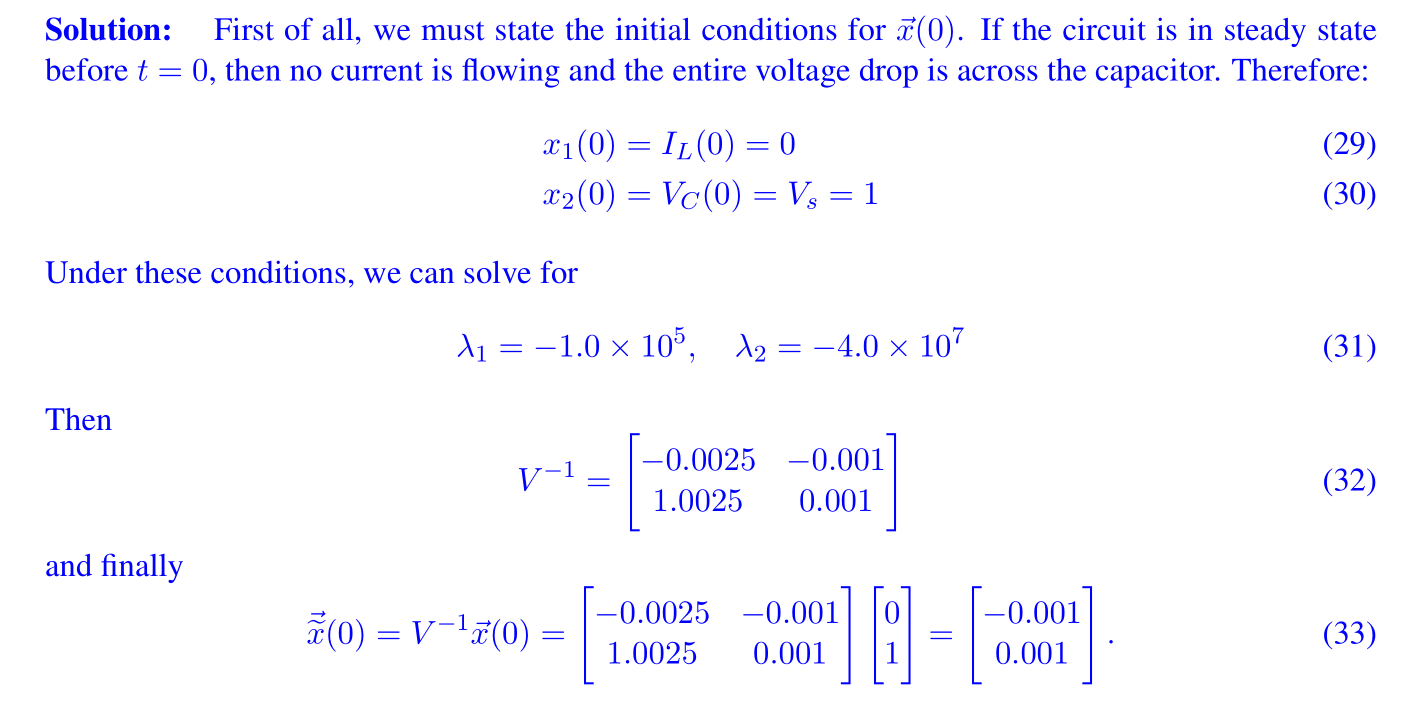 Solution: First of all, we must state the initial conditions for $\vec{x}(0)$. If the circuit is in steady state
before $t = 0$, then no current is flowing and the entire voltage drop is across the capacitor. Therefore:
$x_1(0) = I_L(0) = 0$ (29)
$x_2(0) = V_C(0) = V_s = 1$ (30)
Under these conditions, we can solve for
$\lambda_1 = -1.0 \times 10^5, \quad \lambda_2 = -4.0 \times 10^7$ (31)
Then
$V^{-1} = \begin{bmatrix} -0.0025 & -0.001 \\ 1.0025 & 0.001 \end{bmatrix}$ (32)
and finally
$\vec{\tilde{x}}(0) = V^{-1}\vec{x}(0) = \begin{bmatrix} -0.0025 & -0.001 \\ 1.0025 & 0.001 \end{bmatrix} \begin{bmatrix} 0 \\ 1 \end{bmatrix} = \begin{bmatrix} -0.001 \\ 0.001 \end{bmatrix}.$ (33)